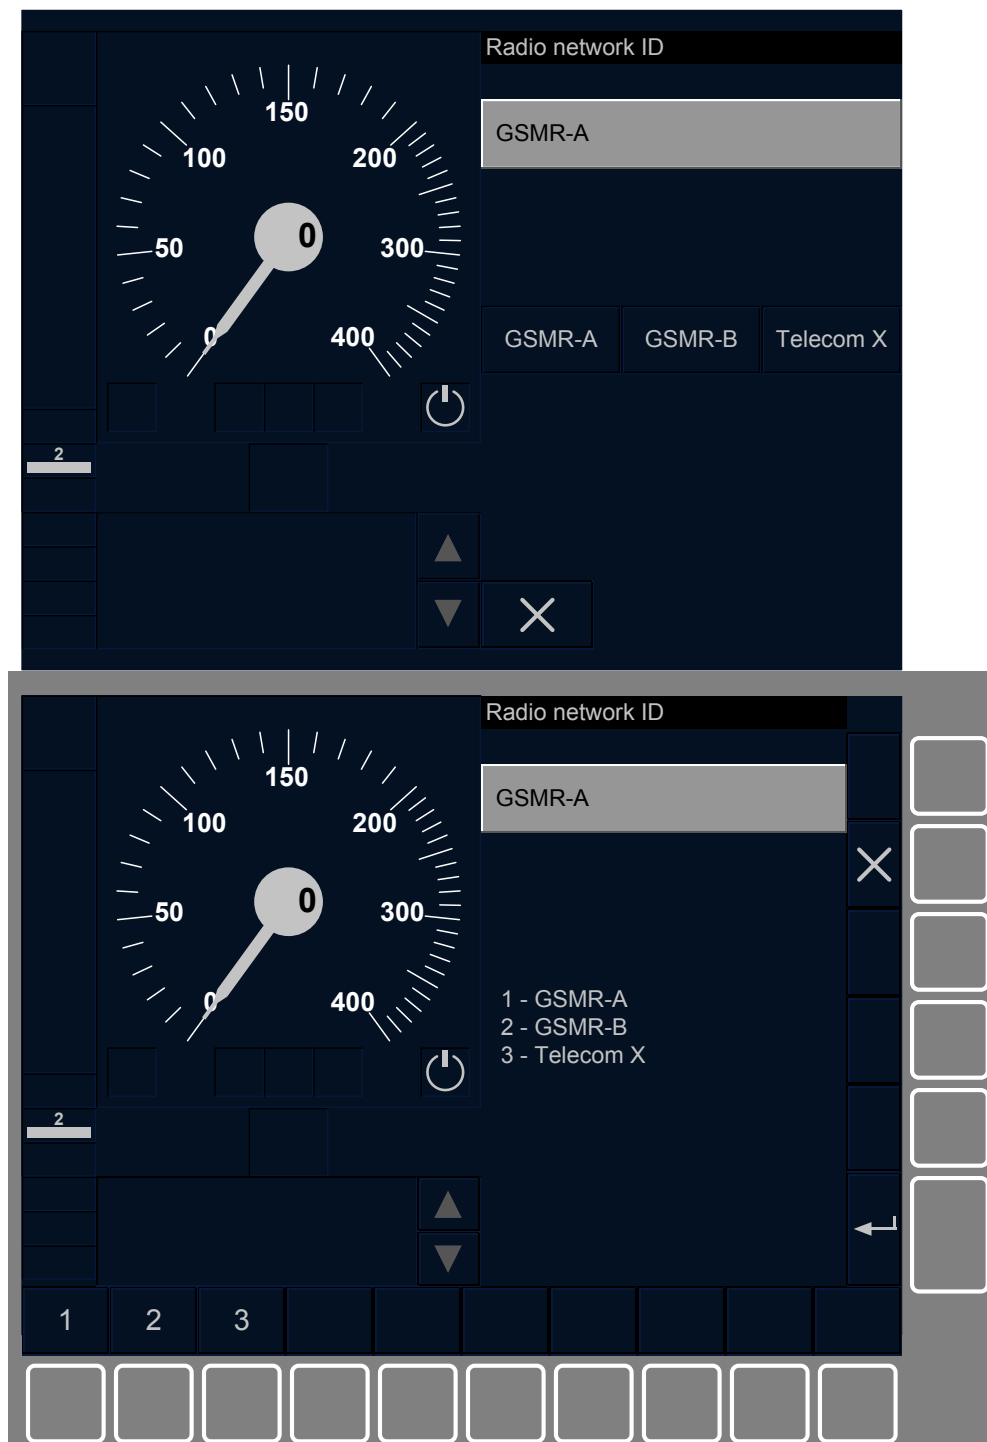 Radio network ID
150
GSMR-A
100
200
0
50
300
GSMR-A
GSMR-B
Telecom X
0
400
2
Radio network ID
150
GSMR-A
100
200
0
50
300
1 - GSMR-A
0
400
2 - GSMR-B
3 - Telecom X
2
1
2
3